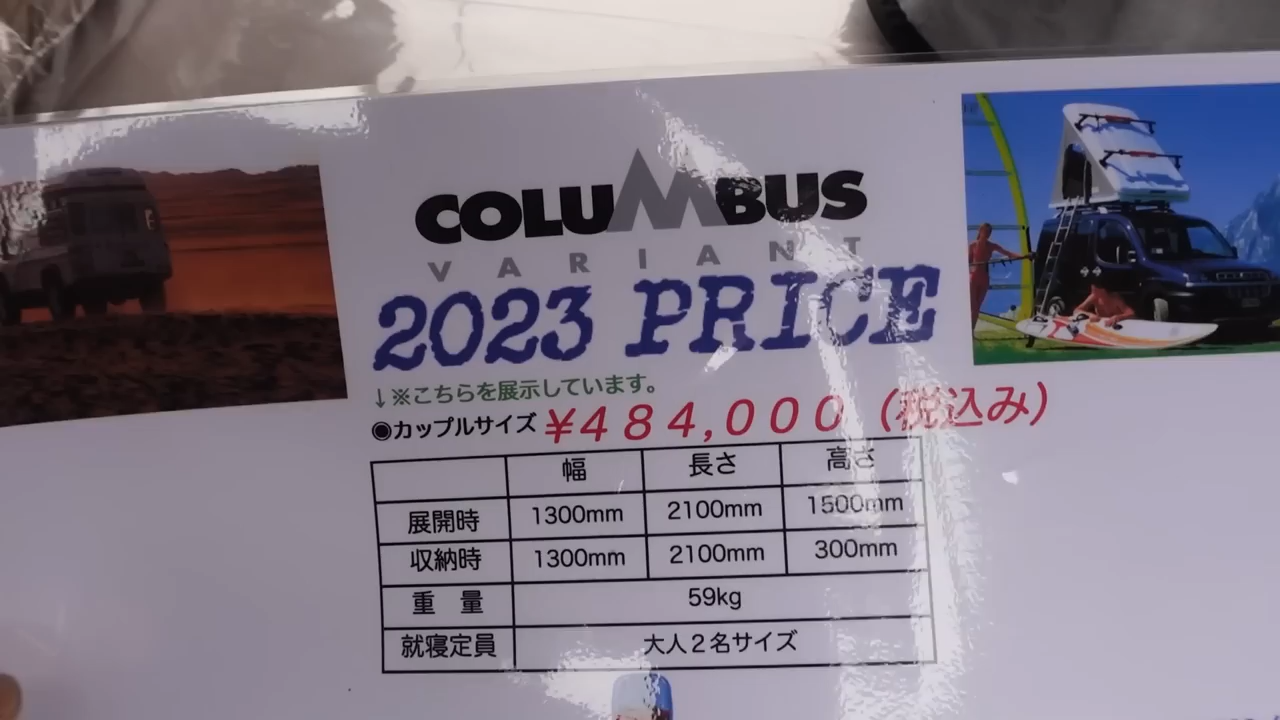 COLUMBUS
VARIANT
2023 PRICE
↓※こちらを展示しています。
◉カップルサイズ ¥484,000(税込み)
幅 長さ 高さ
展開時 1300mm 2100mm 1500mm
収納時 1300mm 2100mm 300mm
重 量 59kg
就寝定員 大人2名サイズ